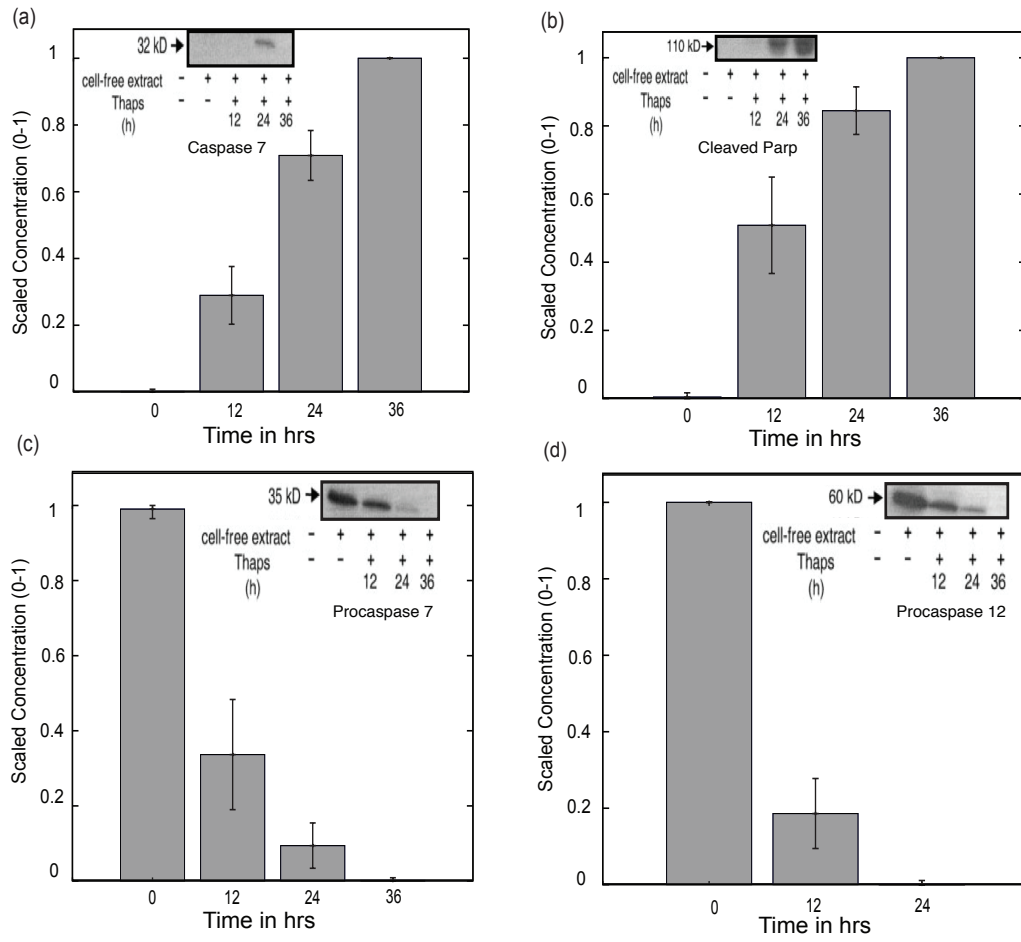 (a)
32 kD
cell-free extract - + + + +
Thaps - - + + +
(h) 12 24 36
Caspase 7
Scaled Concentration (0-1)
1
0.8
0.6
0.4
0.2
0
0 12 24 36
Time in hrs
(b)
110 kD
cell-free extract - + + + +
Thaps - - + + +
(h) 12 24 36
Cleaved Parp
Scaled Concentration (0-1)
1
0.8
0.6
0.4
0.2
0
0 12 24 36
Time in hrs
(c)
35 kD
cell-free extract - + + + +
Thaps - - + + +
(h) 12 24 36
Procaspase 7
Scaled Concentration (0-1)
1
0.8
0.6
0.4
0.2
0
0 12 24 36
Time in hrs
(d)
60 kD
cell-free extract - + + + +
Thaps - - + + +
(h) 12 24 36
Procaspase 12
Scaled Concentration (0-1)
1
0.8
0.6
0.4
0.2
0
0 12 24
Time in hrs